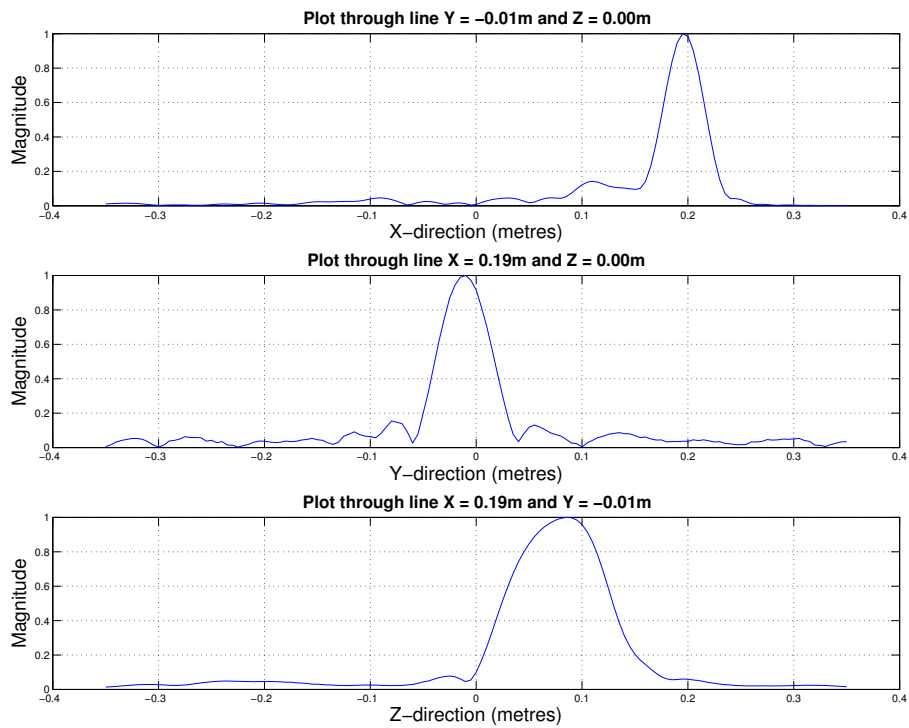 Plot through line Y = −0.01m and Z = 0.00m
Magnitude
1
0.8
0.6
0.4
0.2
0
−0.4 −0.3 −0.2 −0.1 0 0.1 0.2 0.3 0.4
X−direction (metres)
Plot through line X = 0.19m and Z = 0.00m
Magnitude
1
0.8
0.6
0.4
0.2
0
−0.4 −0.3 −0.2 −0.1 0 0.1 0.2 0.3 0.4
Y−direction (metres)
Plot through line X = 0.19m and Y = −0.01m
Magnitude
1
0.8
0.6
0.4
0.2
0
−0.4 −0.3 −0.2 −0.1 0 0.1 0.2 0.3 0.4
Z−direction (metres)